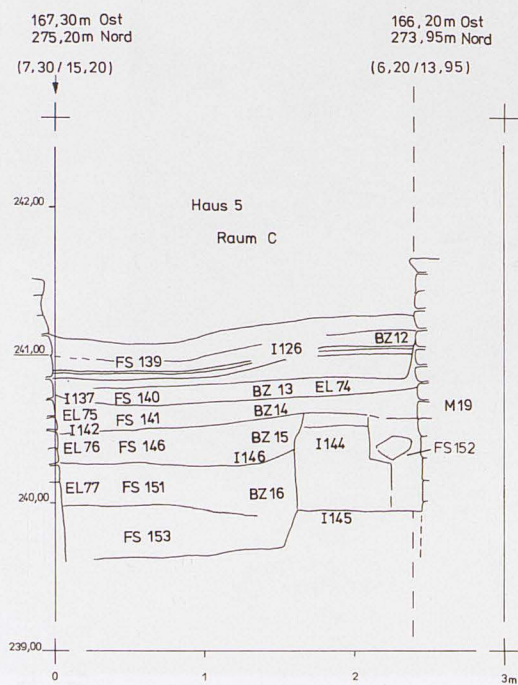 167,30m Ost
275,20m Nord
(7,30/15,20)
166,20m Ost
273,95m Nord
(6,20/13,95)
242,00
Haus 5
Raum C
241,00
FS 139
I126
BZ12
I137
FS 140
BZ 13
EL 74
EL75
FS 141
BZ14
M19
I142
EL76
FS 146
BZ15
I144
FS152
I146
EL77
FS 151
BZ16
240,00
I145
FS 153
239,00
0
1
2
3m